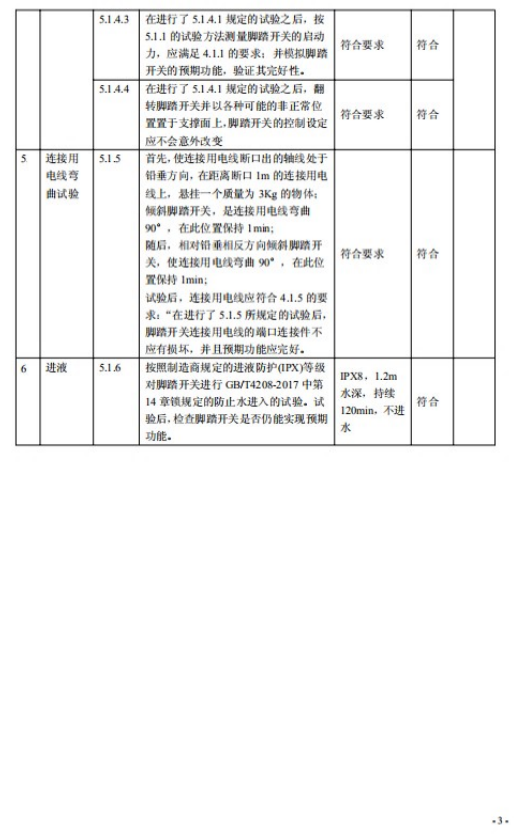 5.1.4.3
在进行了 5.1.4.1 规定的试验之后，按
5.1.1 的试验方法测量脚踏开关的启动
力，应满足 4.1.1 的要求；并模拟脚踏
开关的预期功能，验证其完好性。
符合要求
符合
5.1.4.4
在进行了 5.1.4.1 规定的试验之后，翻
转脚踏开关并以各种可能的非正常位
置置于支撑面上，脚踏开关的控制设定
应不会意外改变
符合要求
符合
5
连接用
电线弯
曲试验
5.1.5
首先，使连接用电线断口出的轴线处于
铅垂方向，在距离断口 1m 的连接用电
线上，悬挂一个质量为 3Kg 的物体；
倾斜脚踏开关，是连接用电线弯曲
90°，在此位置保持 1min;
随后，相对铅垂相反方向倾斜脚踏开
关，使连接用电线弯曲 90°，在此位
置保持 1min;
试验后，连接用电线应符合 4.1.5 的要
求：“在进行了 5.1.5 所规定的试验后，
脚踏开关连接用电线的端口连接件不
应有损坏，并且预期功能应完好。
符合要求
符合
6
进液
5.1.6
按照制造商规定的进液防护(IPX)等级
对脚踏开关进行 GB/T4208-2017 中第
14 章锁规定的防止水进入的试验。试
验后，检查脚踏开关是否仍能实现预期
功能。
IPX8，1.2m
水深，持续
120min，不进
水
符合
- 3 -